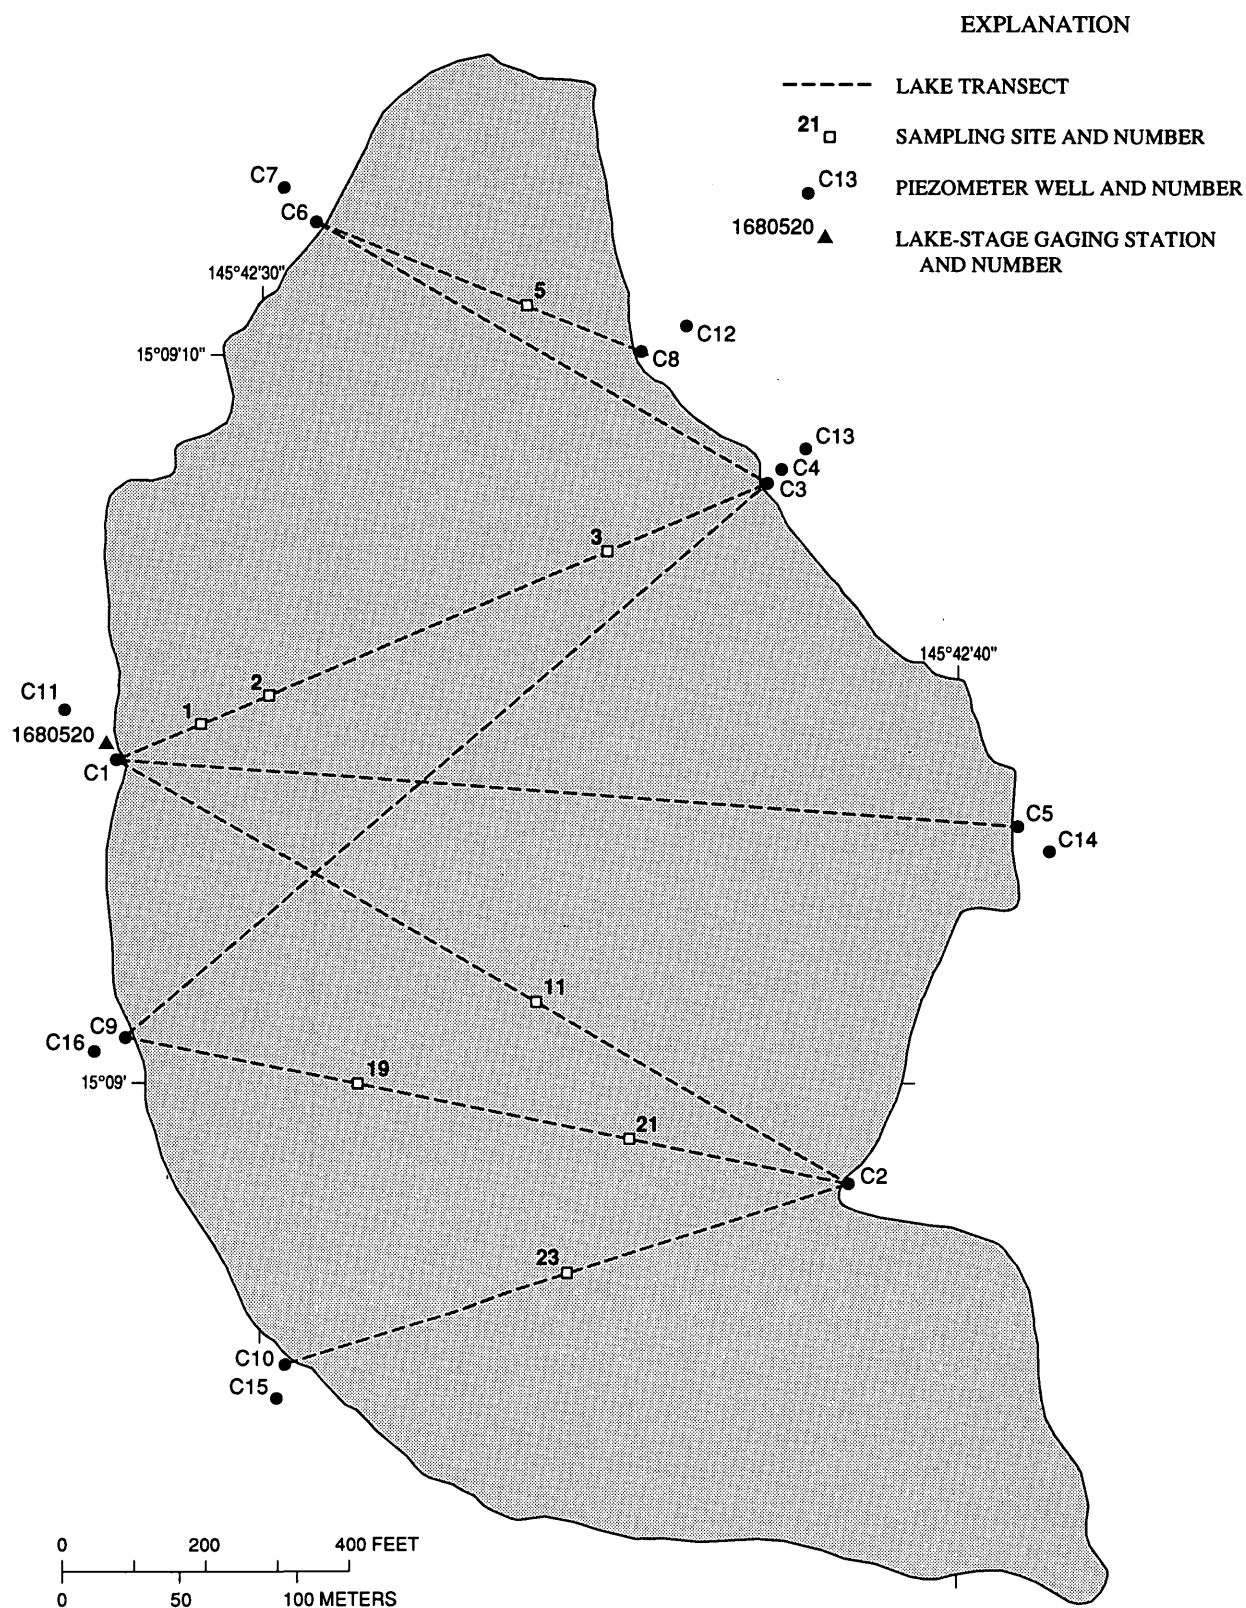 EXPLANATION
LAKE TRANSECT
21
SAMPLING SITE AND NUMBER
C13
PIEZOMETER WELL AND NUMBER
1680520
LAKE-STAGE GAGING STATION
AND NUMBER
C7
C6
145°42'30"
5
15°09'10"
C12
C8
C13
C4
C3
3
145°42'40"
2
C11
1
1680520
C1
C5
C14
11
C9
C16
19
15°09'
21
C2
23
C10
C15
0 200 400 FEET
0 50 100 METERS